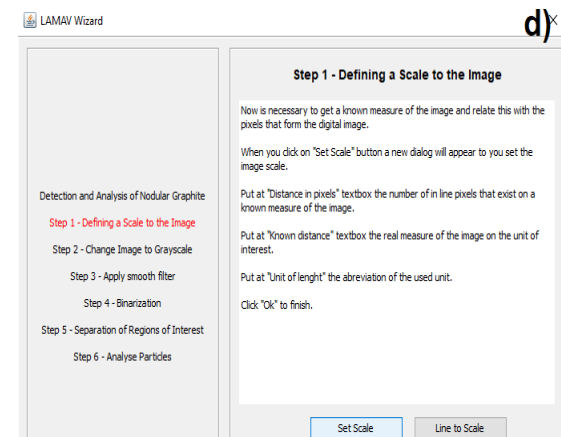 LAMAV Wizard
d)
Detection and Analysis of Nodular Graphite
Step 1 - Defining a Scale to the Image
Step 2 - Change Image to Grayscale
Step 3 - Apply smooth filter
Step 4 - Binarization
Step 5 - Separation of Regions of Interest
Step 6 - Analyse Particles
Step 1 - Defining a Scale to the Image
Now is necessary to get a known measure of the image and relate this with the
pixels that form the digital image.
When you click on "Set Scale" button a new dialog will appear to you set the
image scale.
Put at "Distance in pixels" textbox the number of in line pixels that exist on a
known measure of the image.
Put at "Known distance" textbox the real measure of the image on the unit of
interest.
Put at "Unit of lenght" the abreviation of the used unit.
Click "Ok" to finish.
Set Scale
Line to Scale